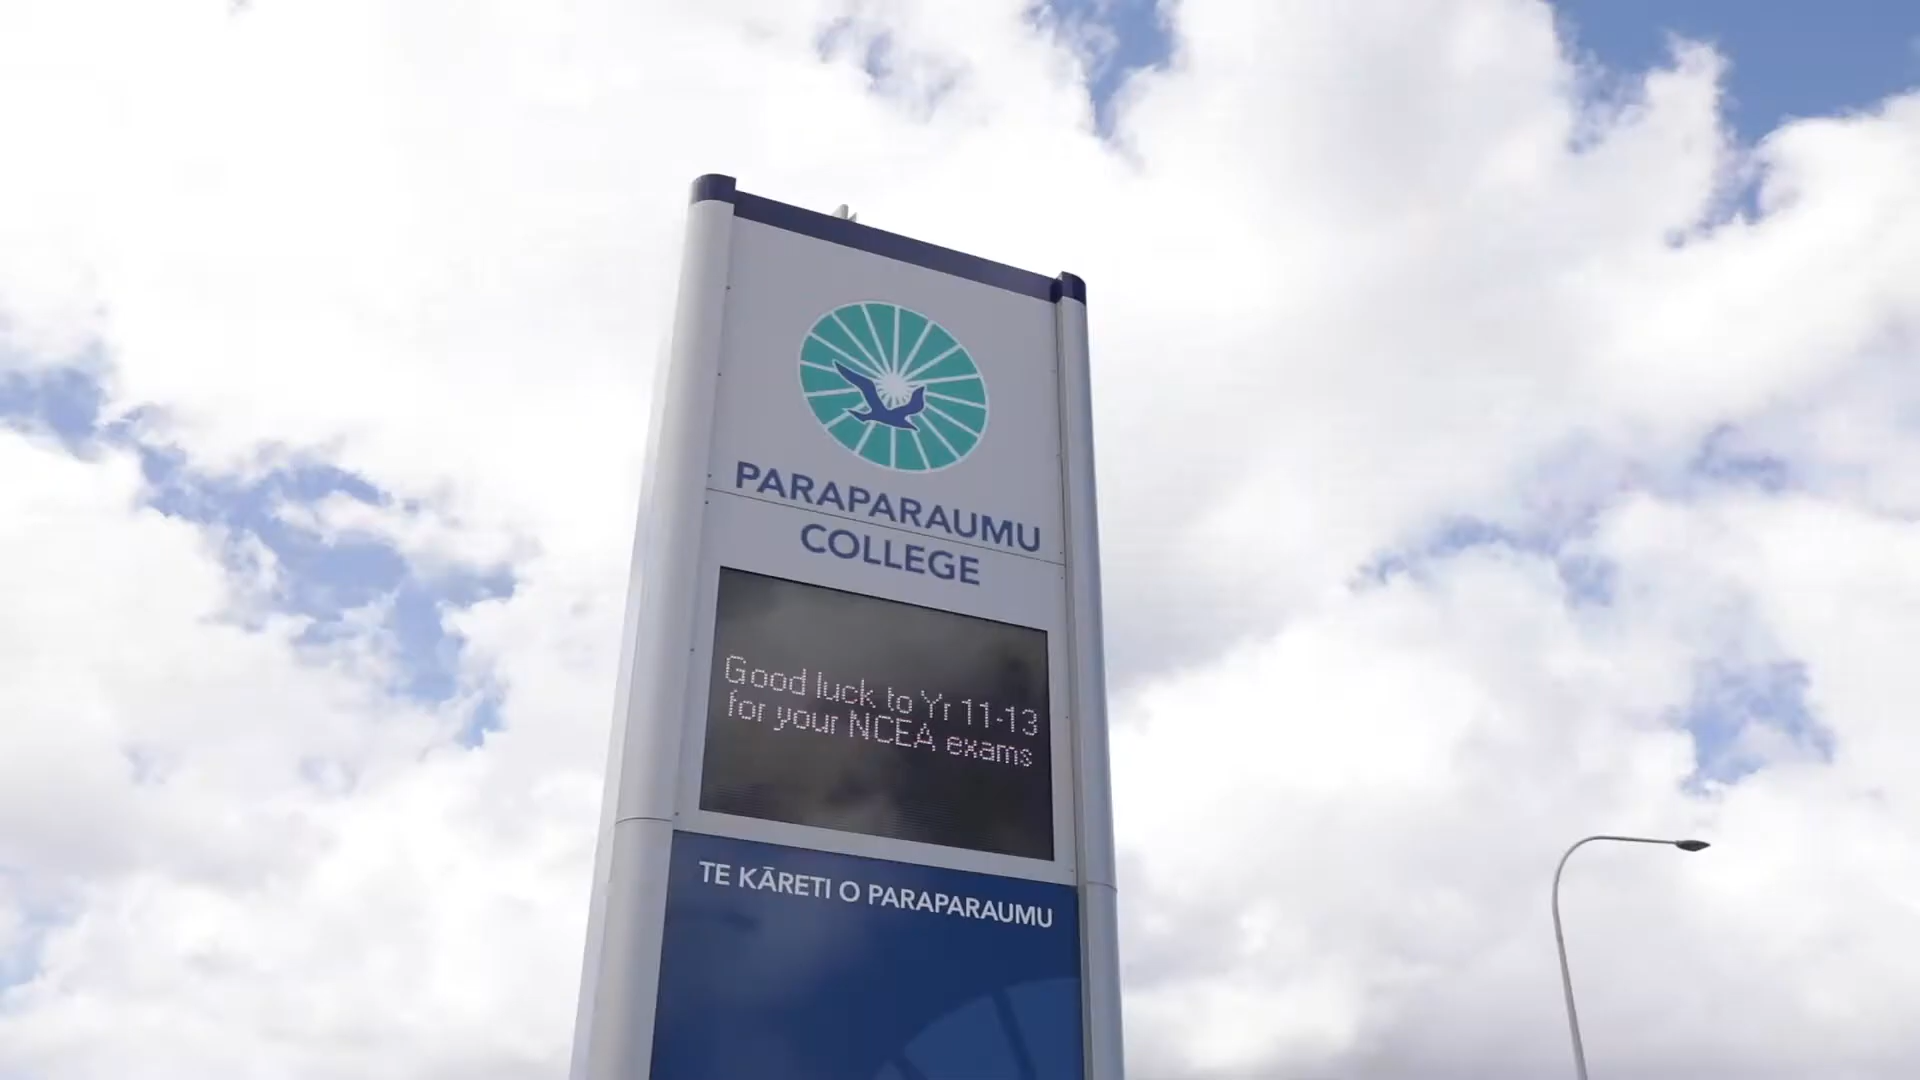 PARAPARAUMU
COLLEGE
Good luck to Yr 11-13
for your NCEA exams
TE KĀRETI O PARAPARAUMU